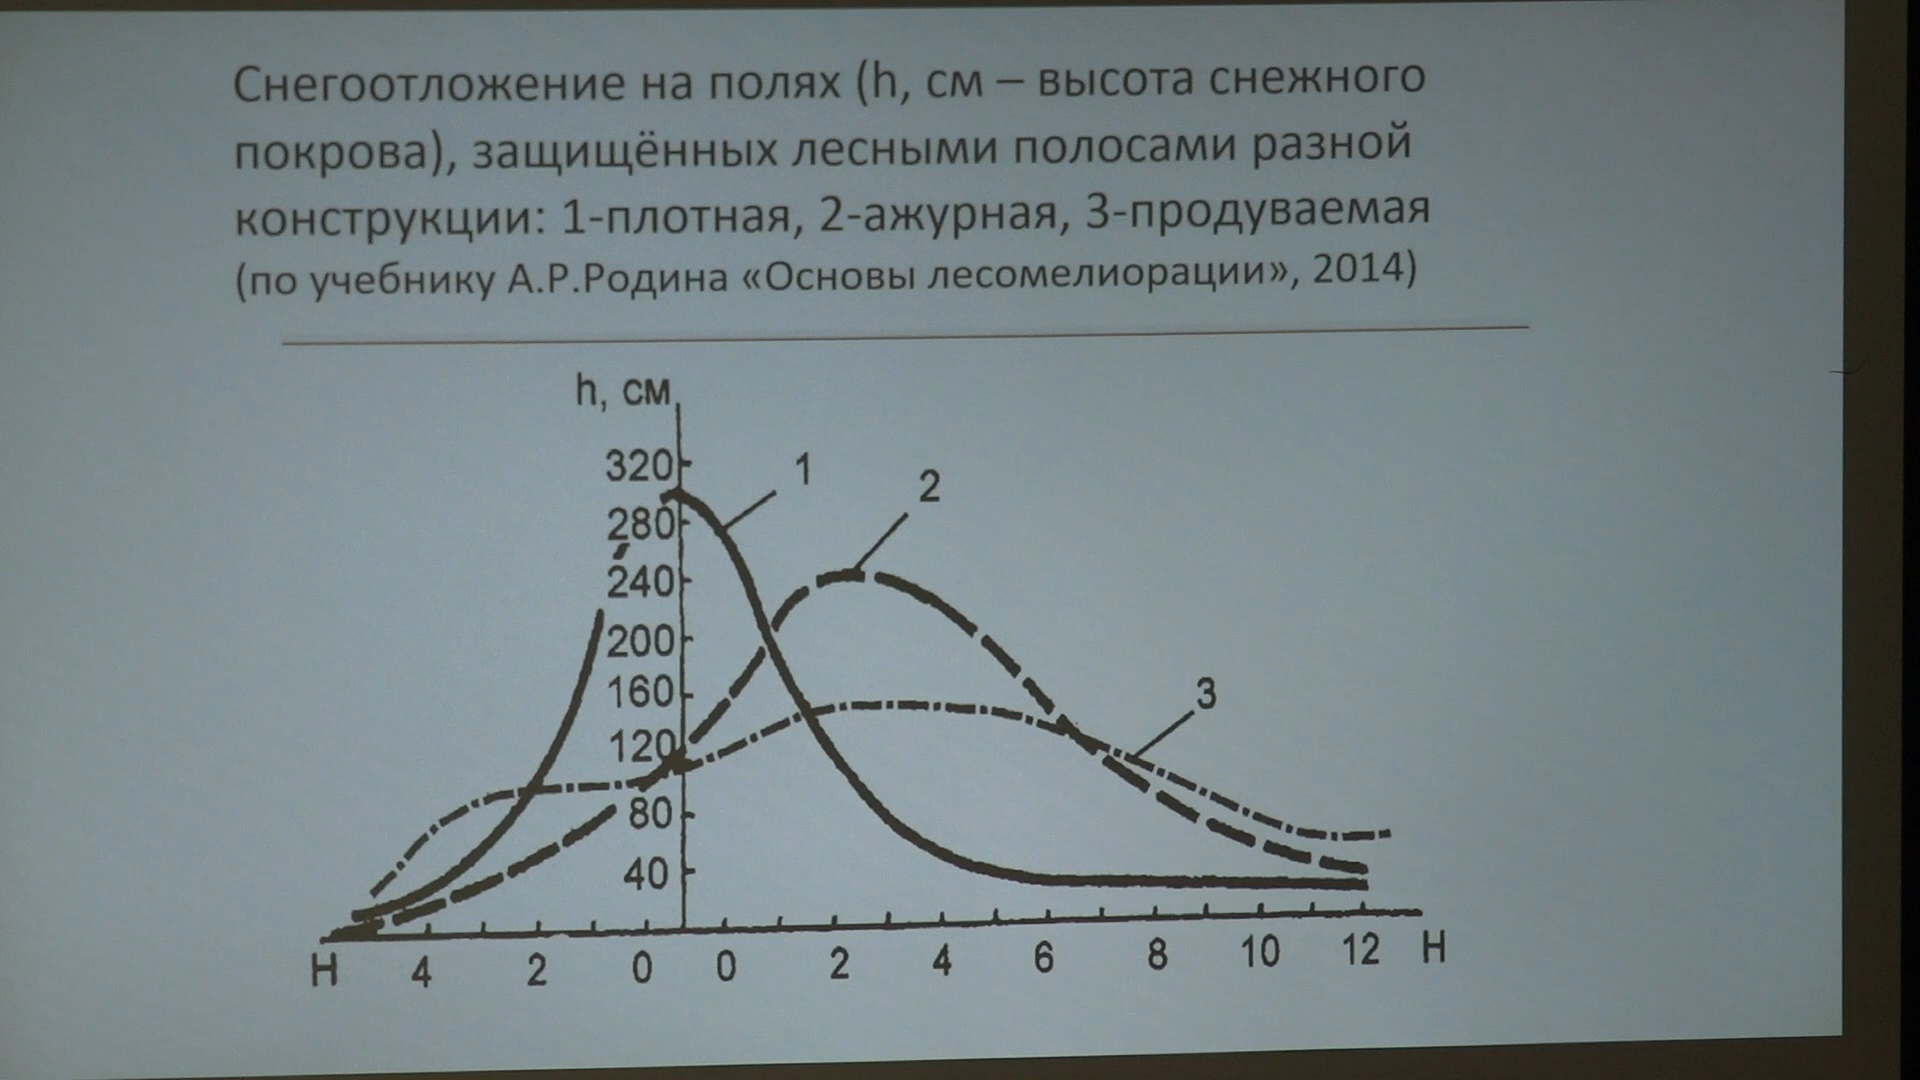 Снегоотложение на полях (h, см – высота снежного
покрова), защищённых лесными полосами разной
конструкции: 1-плотная, 2-ажурная, 3-продуваемая
(по учебнику А.Р.Родина «Основы лесомелиорации», 2014)
h, см
320
1
2
280
240
200
160
3
120
80
40
H 4 2 0 0 2 4 6 8 10 12 H